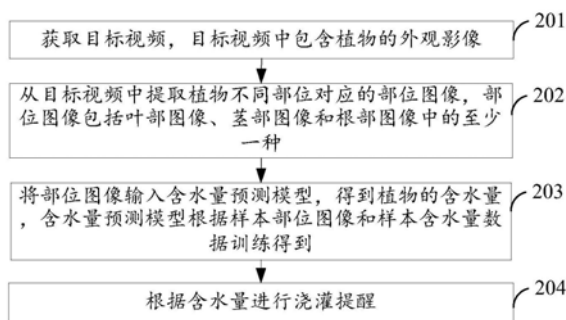 获取目标视频，目标视频中包含植物的外观影像
201
从目标视频中提取植物不同部位对应的部位图像，部
位图像包括叶部图像、茎部图像和根部图像中的至少
一种
202
将部位图像输入含水量预测模型，得到植物的含水量
，含水量预测模型根据样本部位图像和样本含水量数
据训练得到
203
根据含水量进行浇灌提醒
204